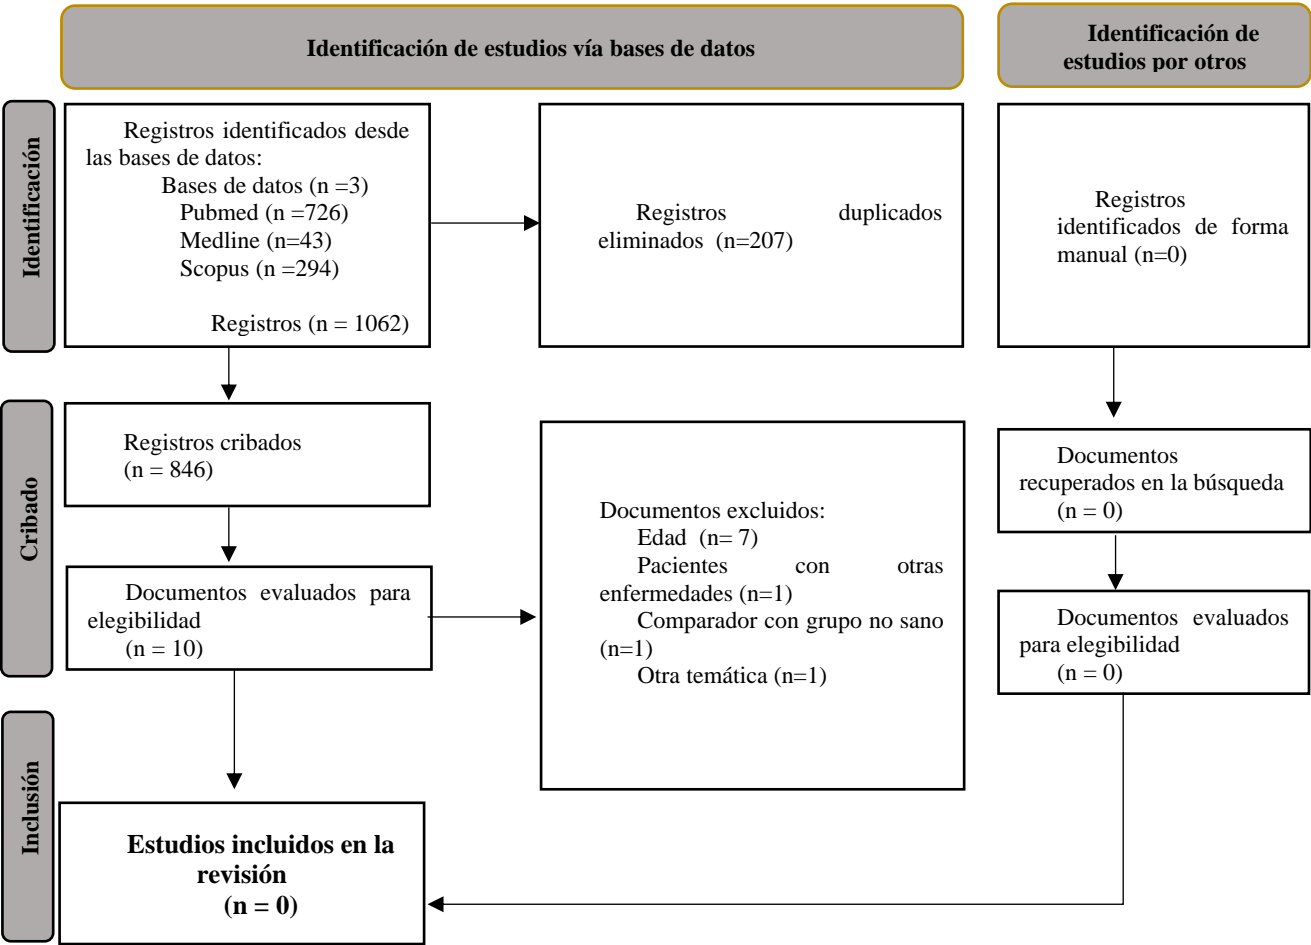 Identificación de estudios vía bases de datos
Identificación de
estudios por otros
Identificación
Registros identificados desde
las bases de datos:
Bases de datos (n =3)
Pubmed (n =726)
Medline (n=43)
Scopus (n =294)
Registros (n = 1062)
Registros duplicados
eliminados (n=207)
Registros
identificados de forma
manual (n=0)
Cribado
Registros cribados
(n = 846)
Documentos evaluados para
elegibilidad
(n = 10)
Documentos excluidos:
Edad (n= 7)
Pacientes con otras
enfermedades (n=1)
Comparador con grupo no sano
(n=1)
Otra temática (n=1)
Documentos
recuperados en la búsqueda
(n = 0)
Documentos evaluados
para elegibilidad
(n = 0)
Inclusión
Estudios incluidos en la
revisión
(n = 0)